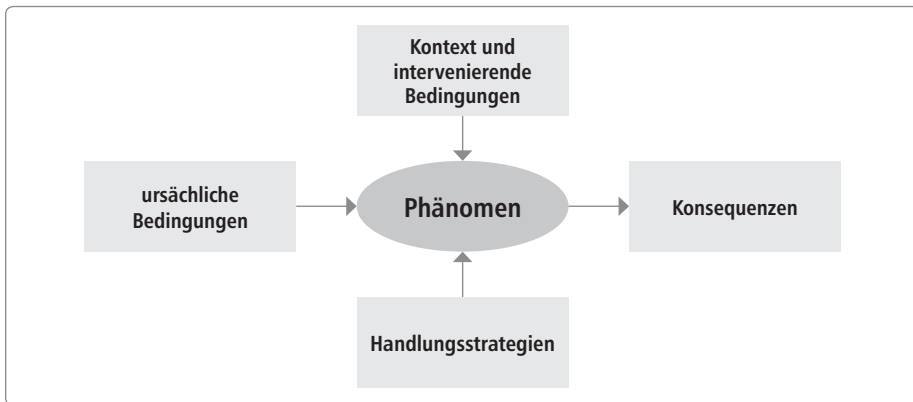 Kontext und
intervenierende
Bedingungen
ursächliche
Bedingungen
Phänomen
Konsequenzen
Handlungsstrategien